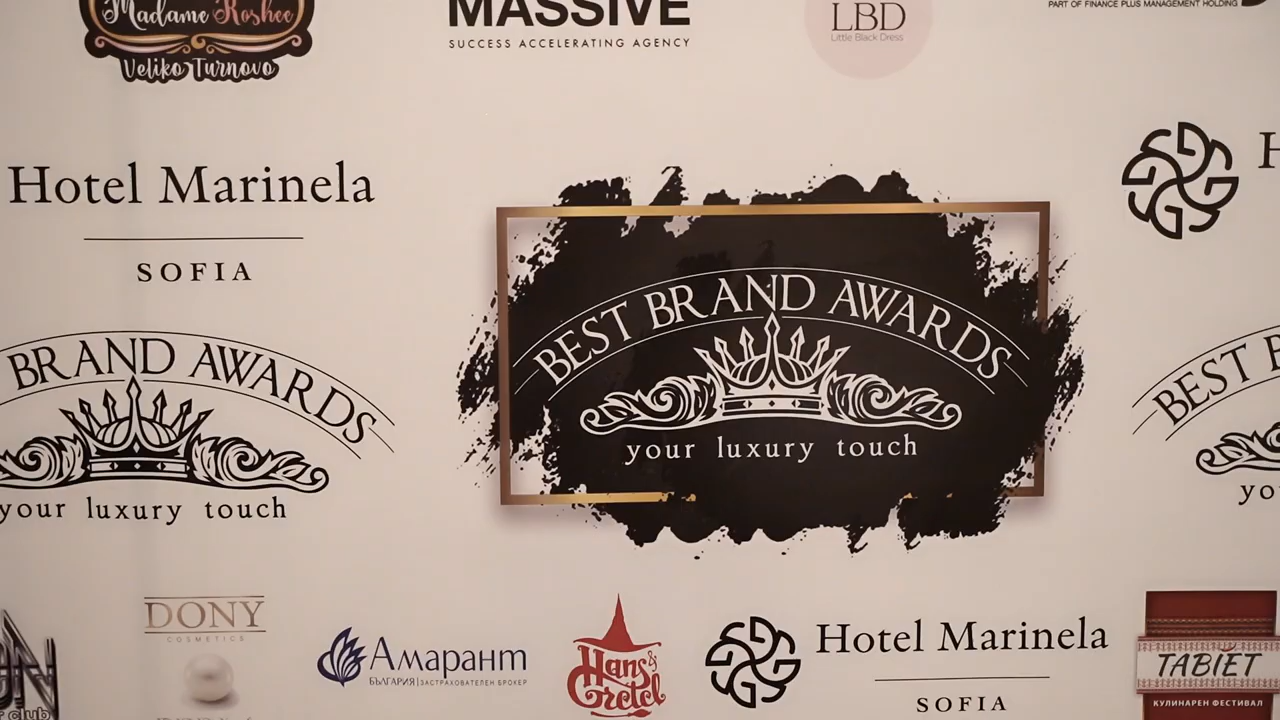 Madame Roshee
Veliko Turnovo
MASSIVE
SUCCESS ACCELERATING AGENCY
LBD
Little Black Dress
PART OF FINANCE PLUS MANAGEMENT HOLDING
Hotel Marinela
SOFIA
H
BRAND AWARDS
your luxury touch
BEST BRAND AWARDS
your luxury touch
BEST
yo
DONY
COSMETICS
Амарант
БЪЛГАРИЯ|ЗАСТРАХОВАТЕЛЕН БРОКЕР
Hans &
Gretel
Hotel Marinela
SOFIA
TABIÉT
КУЛИНАРЕН ФЕСТИВАЛ